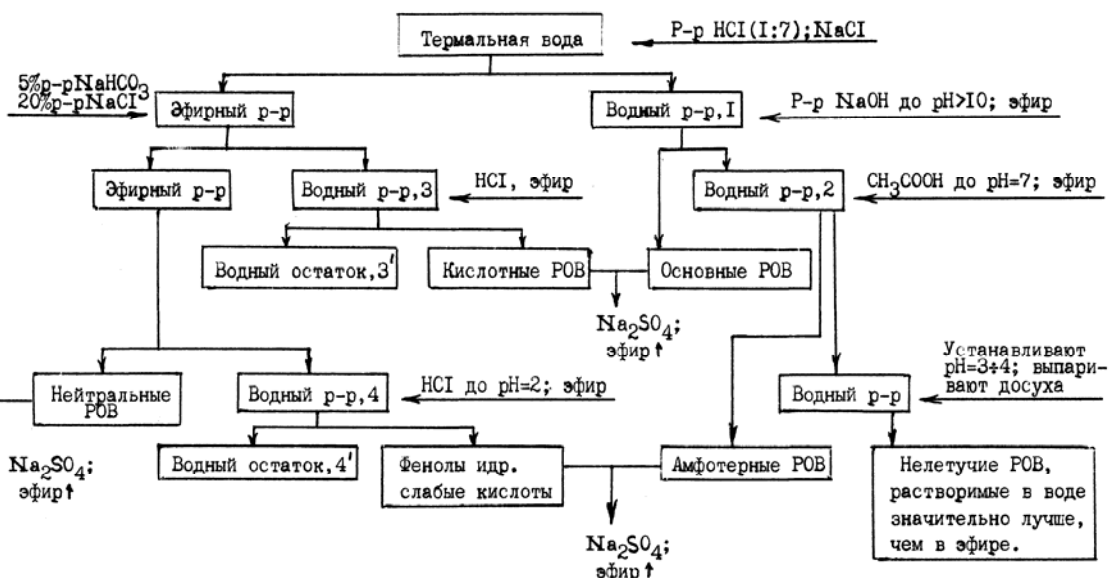 Термальная вода
Р-р HCI(I:7);NaCI
5%р-рNaHCO₃
20%р-рNaCI
Эфирный р-р
Водный р-р,I
Р-р NaOH до pH>IO; эфир
Эфирный р-р
Водный р-р,3
HCI, эфир
Водный р-р,2
CH₃COOH до pH=7; эфир
Водный остаток,3'
Кислотные РОВ
Основные РОВ
Na₂SO₄;
эфир↑
Устанавливают
pH=3÷4; выпари-
вают досуха
Нейтральные
РОВ
Водный р-р,4
HCI до pH=2; эфир
Водный р-р
Na₂SO₄;
эфир↑
Водный остаток,4'
Фенолы идр.
слабые кислоты
Амфотерные РОВ
Нелетучие РОВ,
растворимые в воде
значительно лучше,
чем в эфире.
Na₂SO₄;
эфир↑